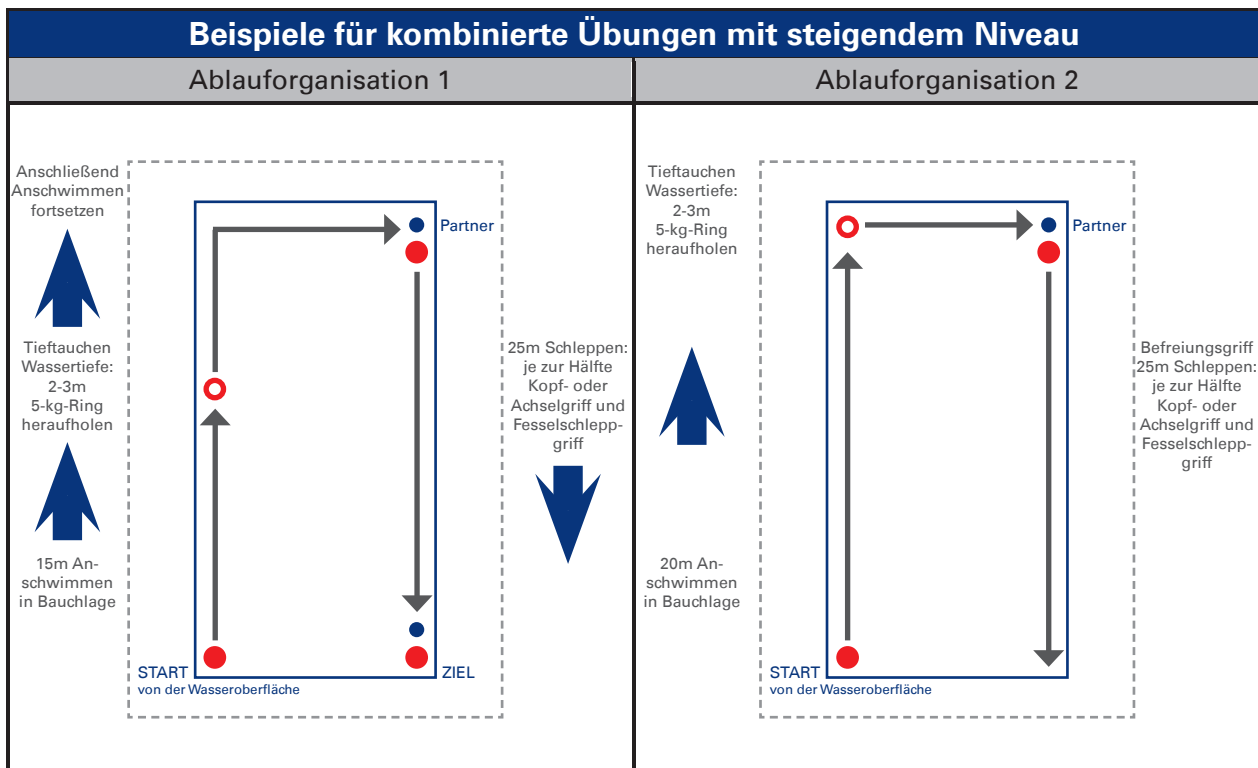 Beispiele für kombinierte Übungen mit steigendem Niveau
Ablauforganisation 1
Anschließend
Anschwimmen
fortsetzen
Tieftauchen
Wassertiefe:
2-3m
5-kg-Ring
heraufholen
15m An-
schwimmen
in Bauchlage
Partner
25m Schleppen:
je zur Hälfte
Kopf- oder
Achselgriff und
Fesselschlepp-
griff
START
von der Wasseroberfläche
ZIEL
Ablauforganisation 2
Tieftauchen
Wassertiefe:
2-3m
5-kg-Ring
heraufholen
20m An-
schwimmen
in Bauchlage
Partner
Befreiungsgriff
25m Schleppen:
je zur Hälfte
Kopf- oder
Achselgriff und
Fesselschlepp-
griff
START
von der Wasseroberfläche